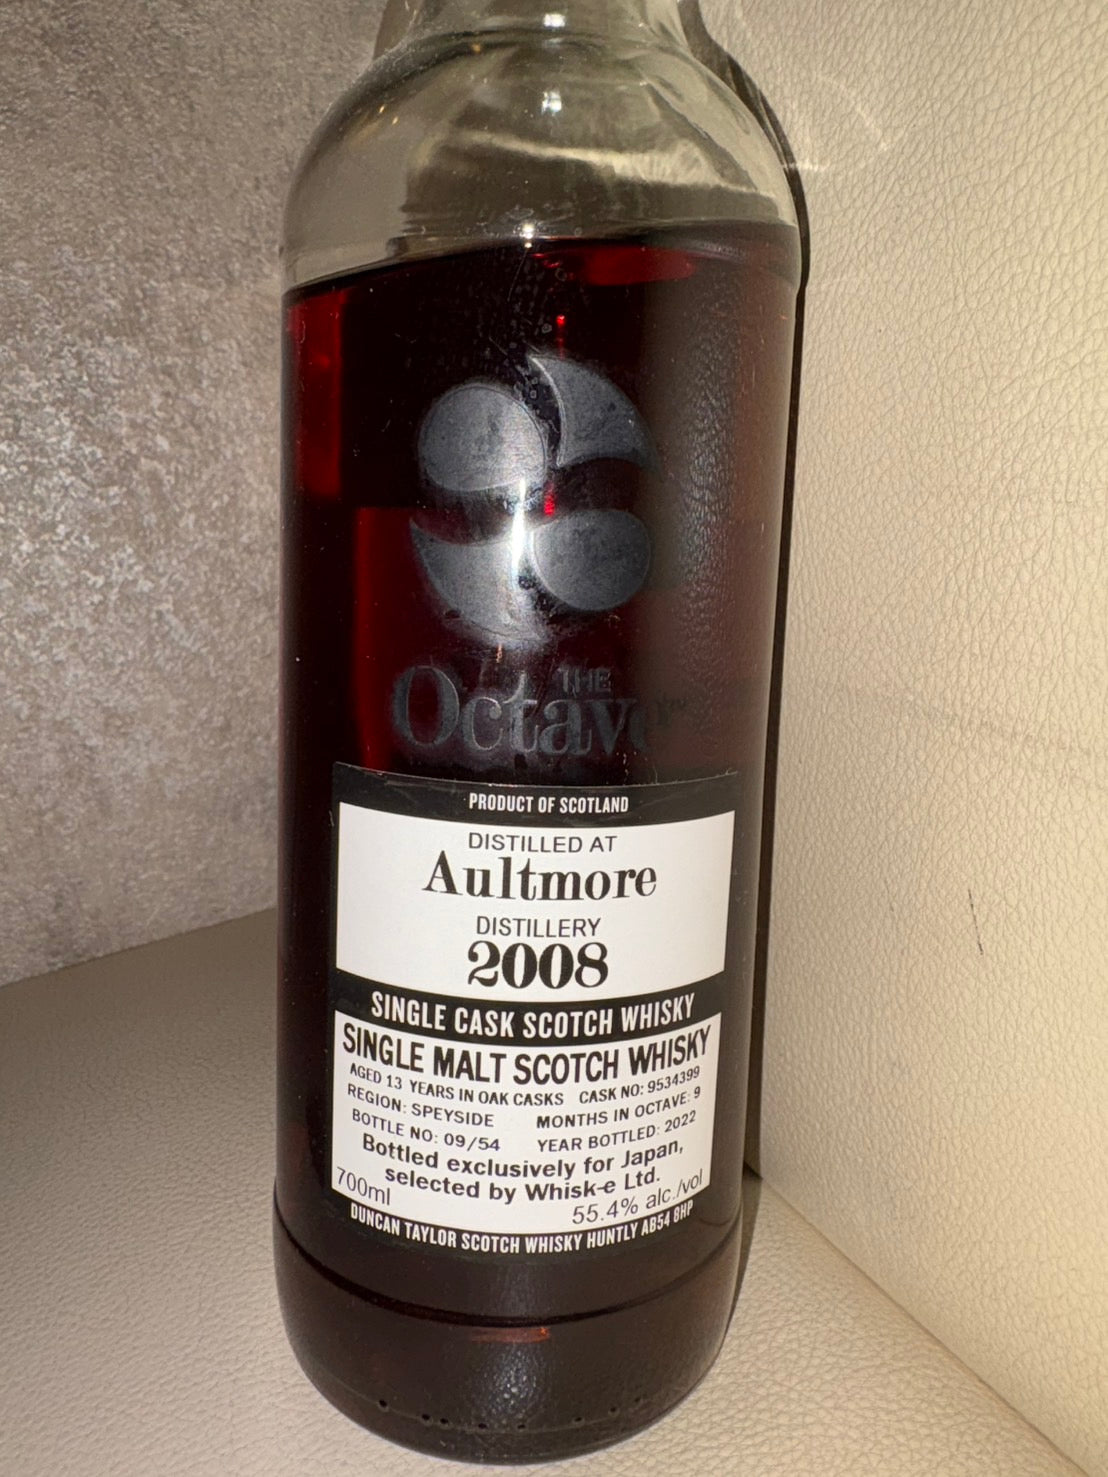 THE
Octave
PRODUCT OF SCOTLAND
DISTILLED AT
Aultmore
DISTILLERY
2008
SINGLE CASK SCOTCH WHISKY
SINGLE MALT SCOTCH WHISKY
AGED 13 YEARS IN OAK CASKS CASK NO: 9534399
REGION: SPEYSIDE MONTHS IN OCTAVE: 9
BOTTLE NO: 09/54 YEAR BOTTLED: 2022
Bottled exclusively for Japan,
selected by Whisk-e Ltd.
700ml 55.4% alc./vol
DUNCAN TAYLOR SCOTCH WHISKY HUNTLY AB54 8HP